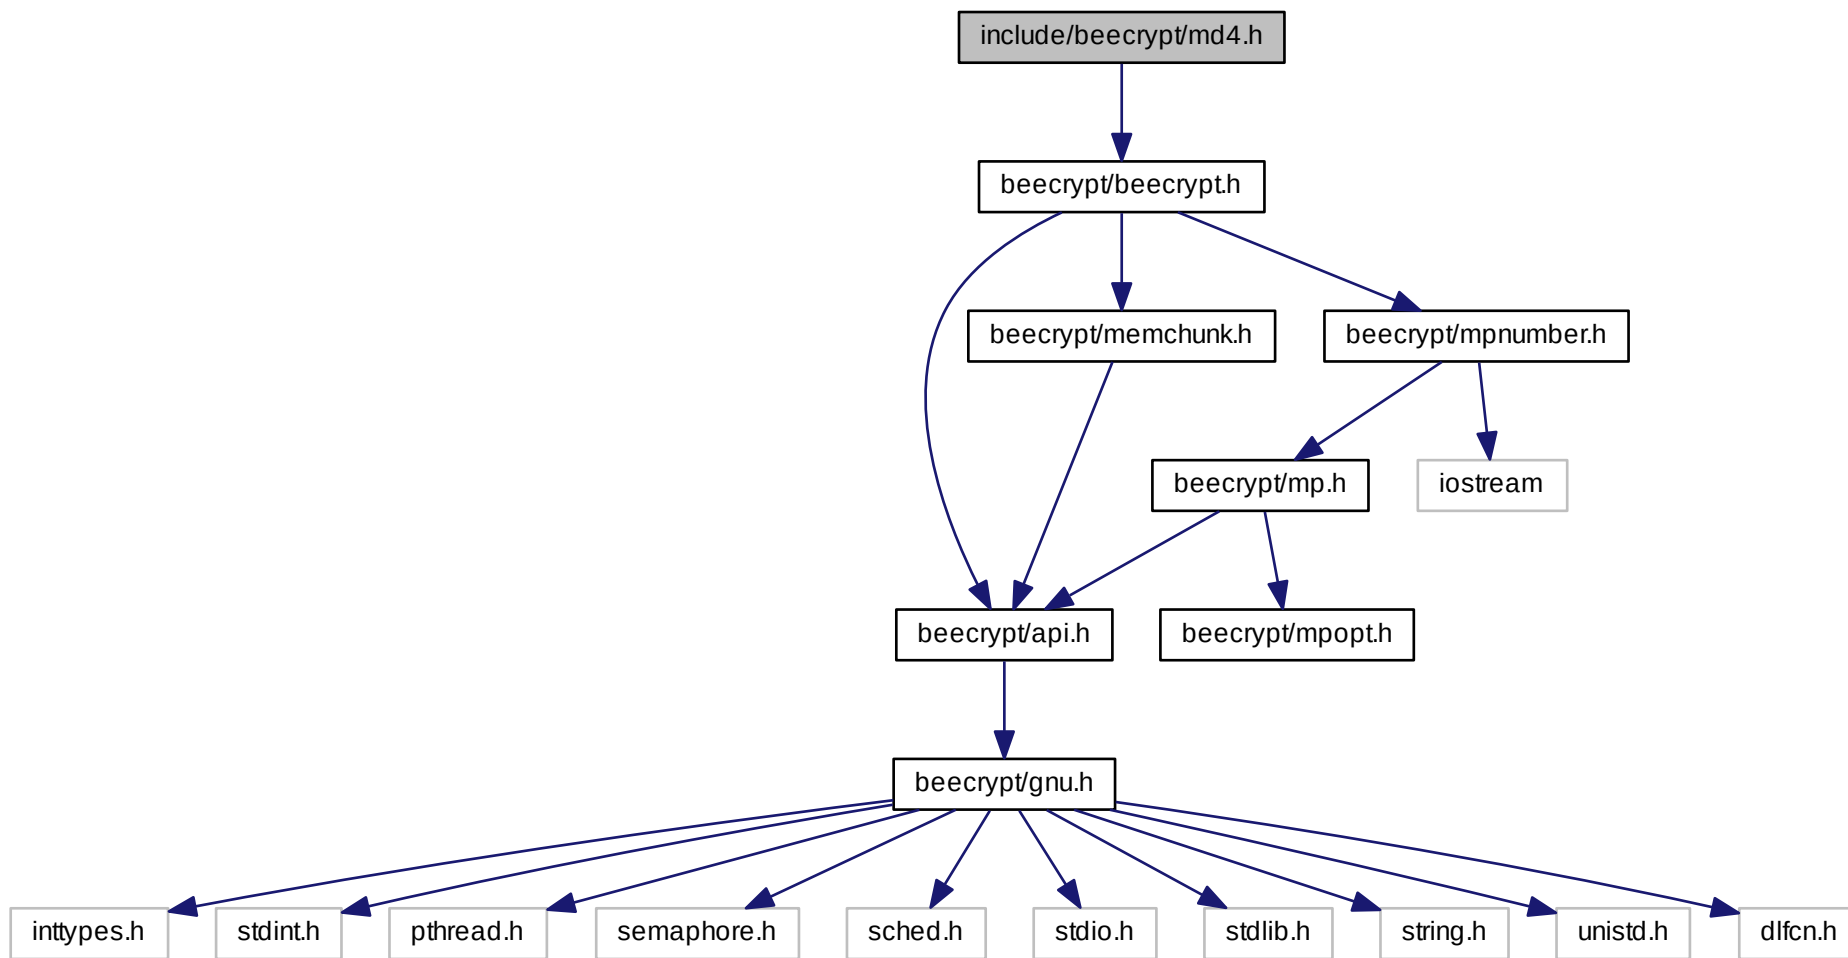 include/beecrypt/md4.h
beecrypt/beecrypt.h
beecrypt/memchunk.h
beecrypt/mpnumber.h
beecrypt/mp.h
iostream
beecrypt/api.h
beecrypt/mpopt.h
beecrypt/gnu.h
inttypes.h
stdint.h
pthread.h
semaphore.h
sched.h
stdio.h
stdlib.h
string.h
unistd.h
dlfcn.h